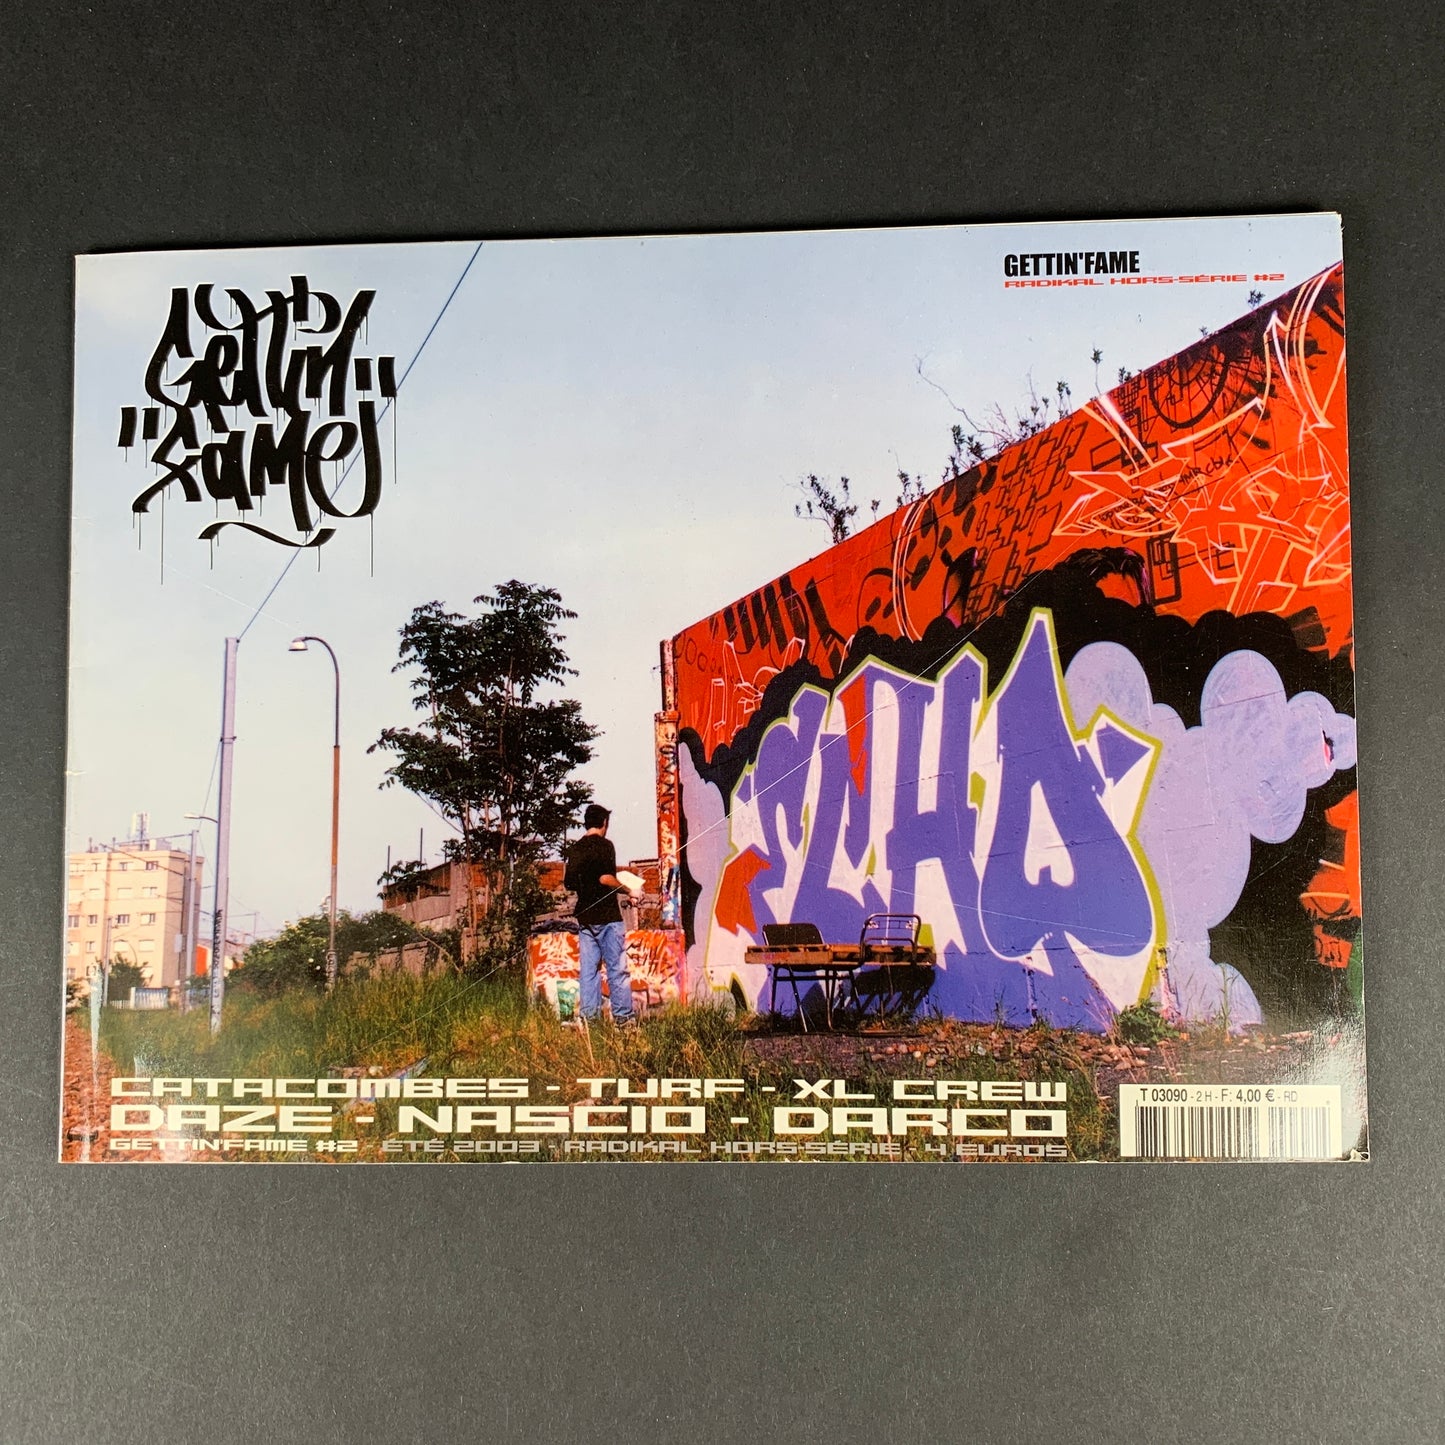 Gettin
"Fame"
GETTIN'FAME
RADIKAL HORS-SÉRIE #2
ECHO
CATACOMBES - TURF - XL CREW
DAZE - NASCIO - DARCO
GETTIN'FAME #2 ÉTÉ 2003 RADIKAL HORS-SÉRIE 4 EUROS
T 03090 - 2 H - F: 4,00 € - RD